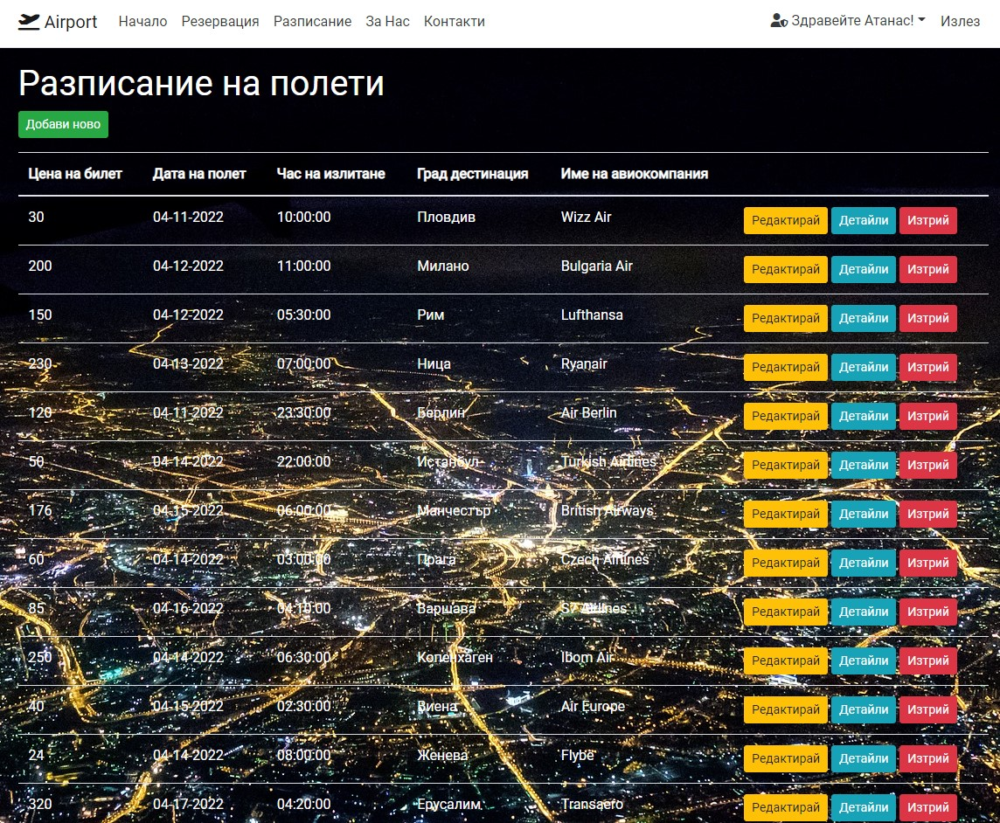 Airport Начало Резервация Разписание За Нас Контакти Здравейте Атанас! Излез
Разписание на полети
Добави ново
Цена на билет Дата на полет Час на излитане Град дестинация Име на авиокомпания
30 04-11-2022 10:00:00 Пловдив Wizz Air Редактирай Детайли Изтрий
200 04-12-2022 11:00:00 Милано Bulgaria Air Редактирай Детайли Изтрий
150 04-12-2022 05:30:00 Рим Lufthansa Редактирай Детайли Изтрий
230 04-13-2022 07:00:00 Ница Ryanair Редактирай Детайли Изтрий
120 04-11-2022 23:30:00 Берлин Air Berlin Редактирай Детайли Изтрий
50 04-14-2022 22:00:00 Истанбул Turkish Airlines Редактирай Детайли Изтрий
176 04-15-2022 06:00:00 Манчестър British Airways Редактирай Детайли Изтрий
60 04-14-2022 03:00:00 Прага Czech Airlines Редактирай Детайли Изтрий
85 04-16-2022 04:10:00 Варшава S7 Airlines Редактирай Детайли Изтрий
250 04-14-2022 06:30:00 Копенхаген Ibom Air Редактирай Детайли Изтрий
40 04-15-2022 02:30:00 Виена Air Europe Редактирай Детайли Изтрий
24 04-14-2022 08:00:00 Женева Flybe Редактирай Детайли Изтрий
320 04-17-2022 04:20:00 Ерусалим Transaero Редактирай Детайли Изтрий